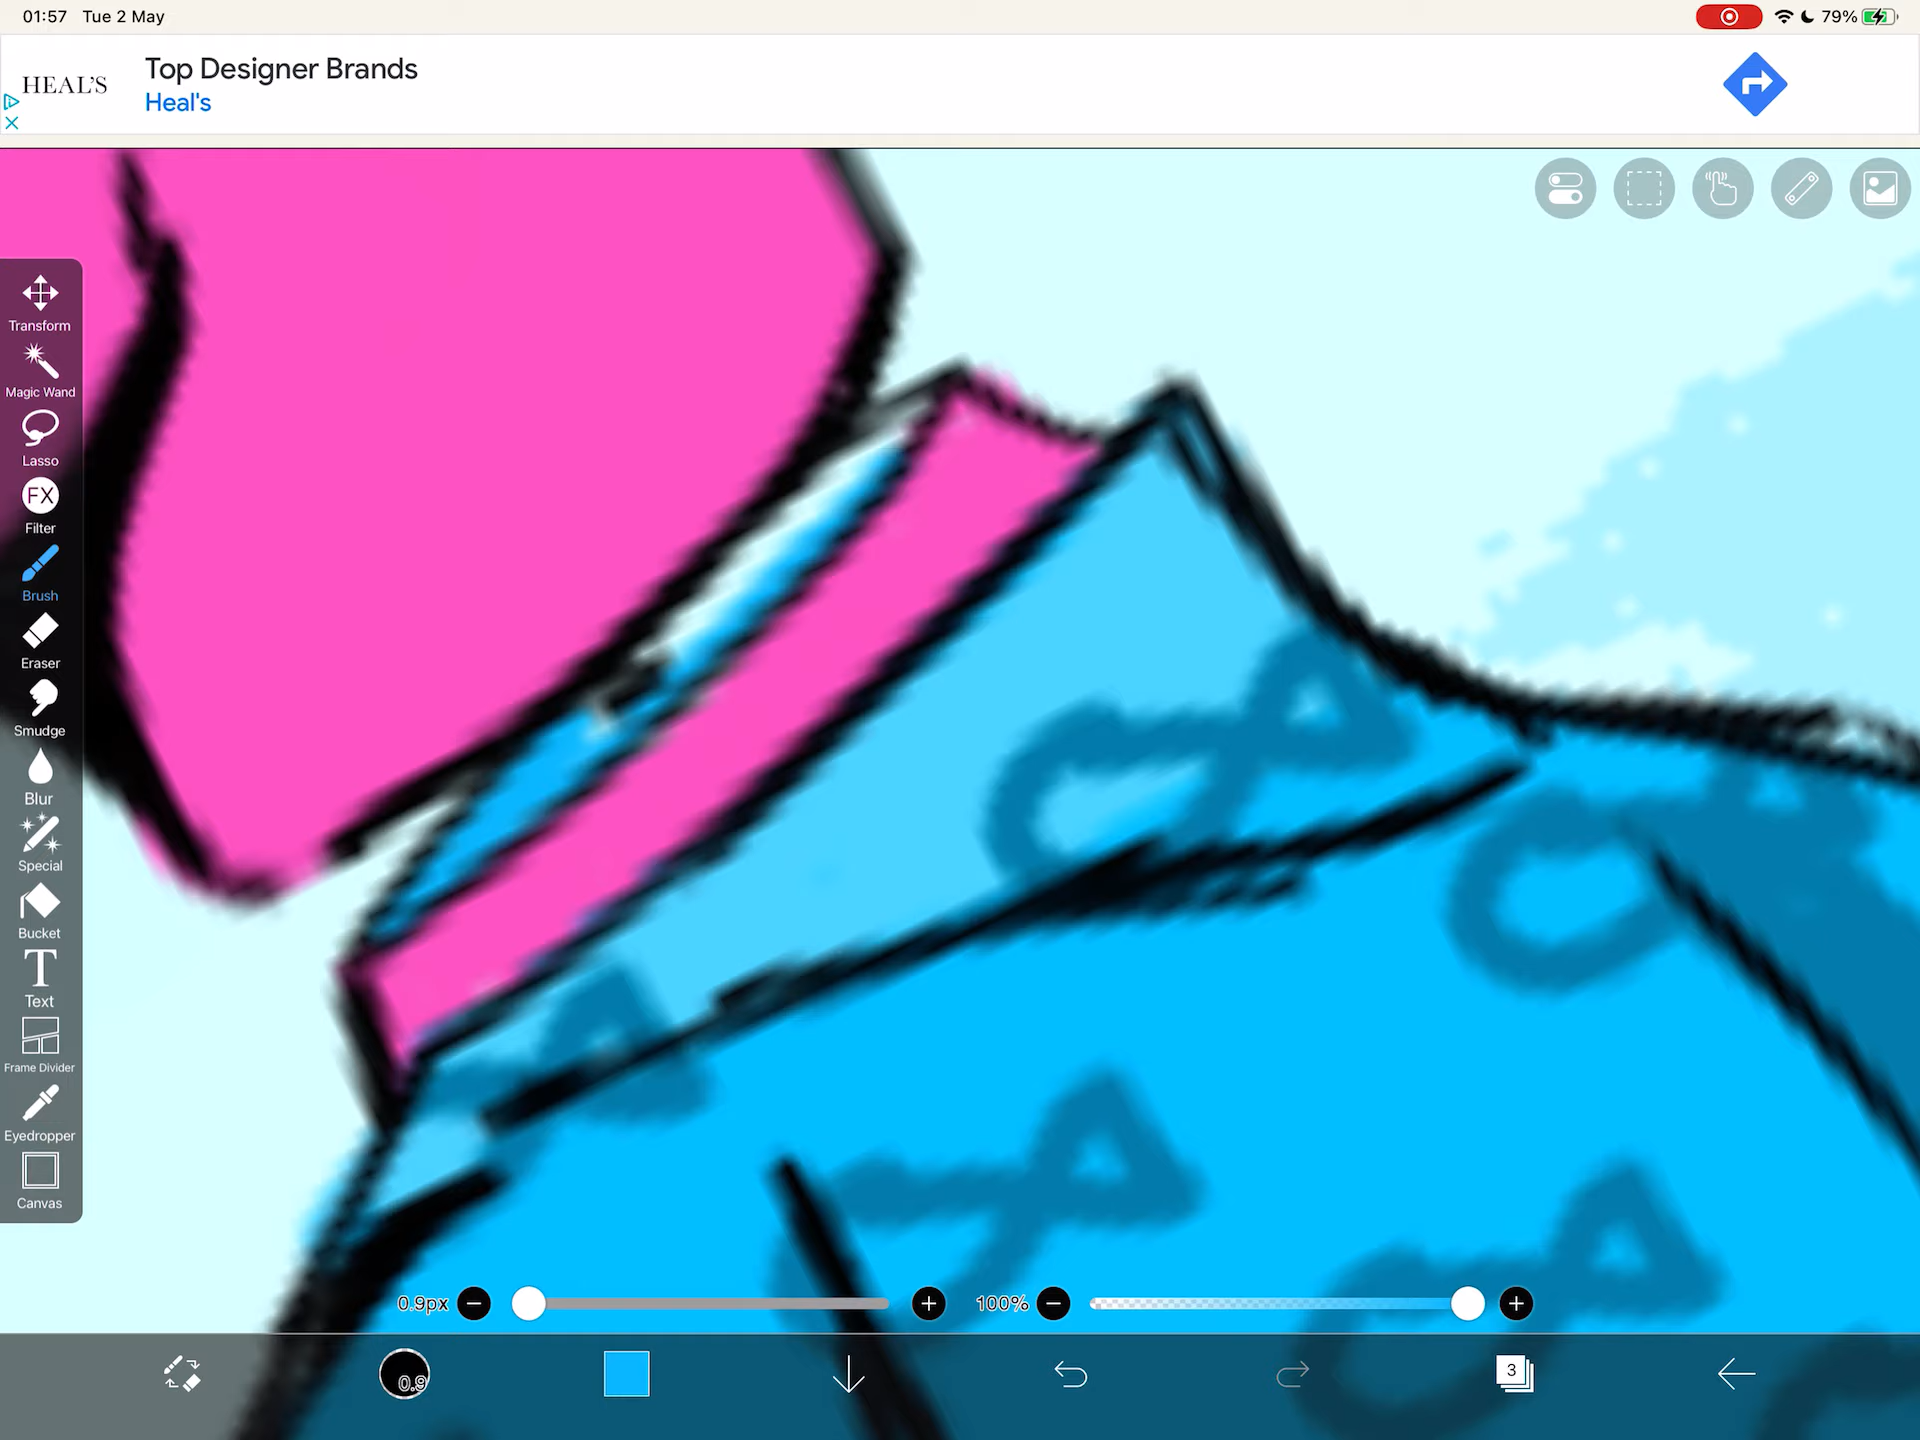 01:57 Tue 2 May
79%
HEAL'S
Top Designer Brands
Heal's
Transform
Magic Wand
Lasso
FX
Filter
Brush
Eraser
Smudge
Blur
Special
Bucket
T
Text
Frame Divider
Eyedropper
Canvas
0.9px
100%
0.9
3